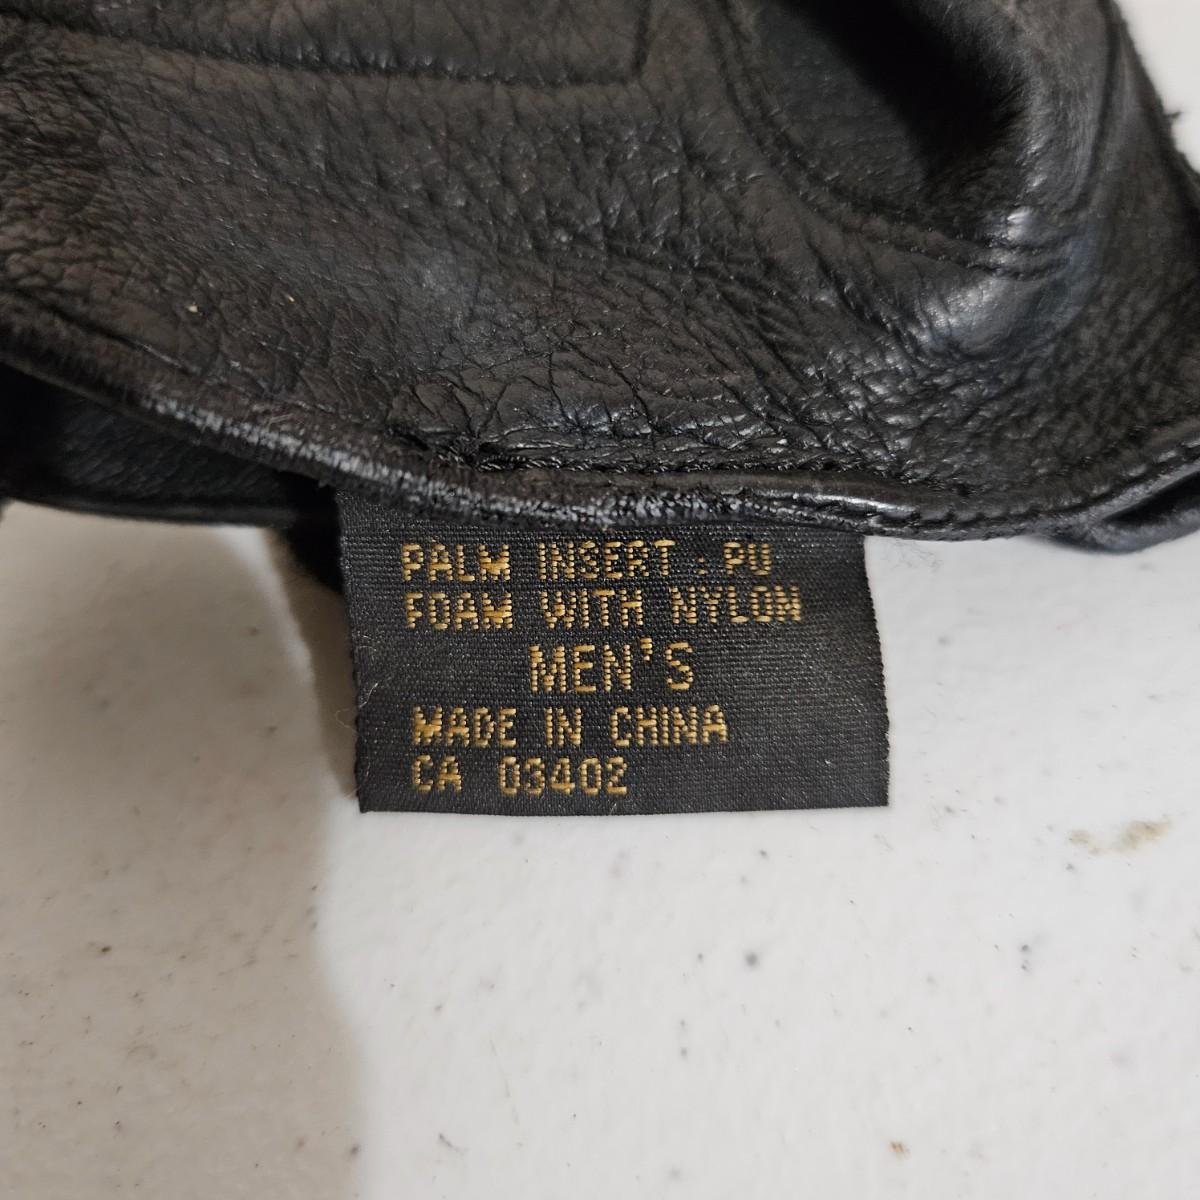 PALM INSERT : PU
FOAM WITH NYLON
MEN'S
MADE IN CHINA
CA 03402